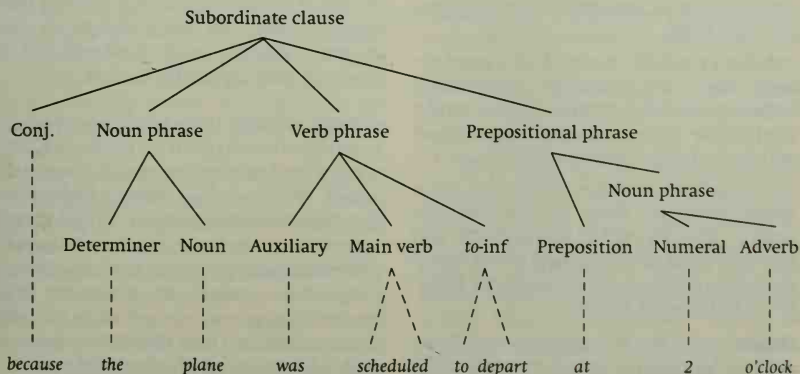 Subordinate clause
Conj. Noun phrase Verb phrase Prepositional phrase
Noun phrase
Determiner Noun Auxiliary Main verb to-inf Preposition Numeral Adverb
because the plane was scheduled to depart at 2 o'clock